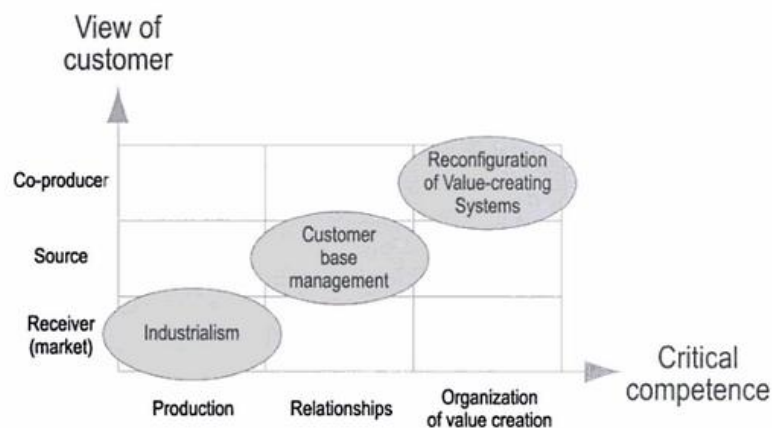 View of
customer
Co-producer
Reconfiguration
of Value-creating
Systems
Source
Customer
base
management
Receiver
(market)
Industrialism
Critical
competence
Production
Relationships
Organization
of value creation